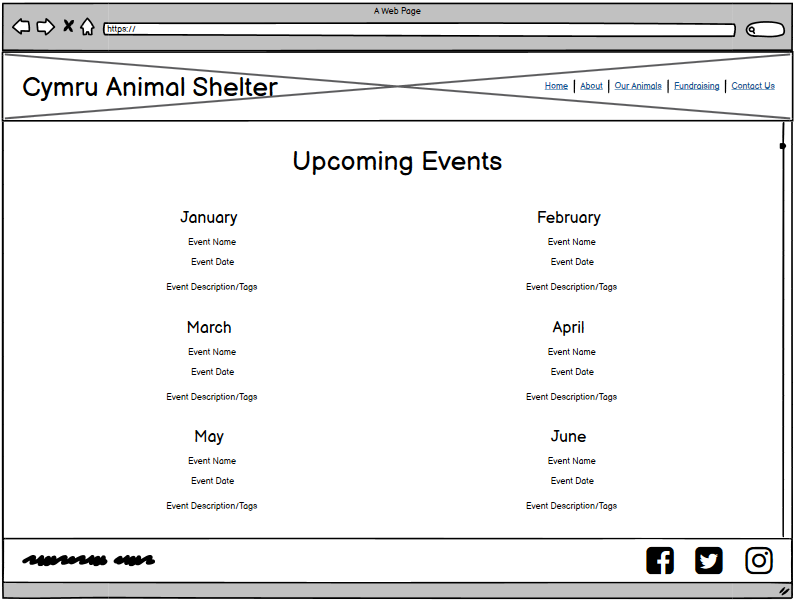 A Web Page
https://
Cymru Animal Shelter
Home | About | Our Animals | Fundraising | Contact Us
Upcoming Events
January February
Event Name Event Name
Event Date Event Date
Event Description/Tags Event Description/Tags
March April
Event Name Event Name
Event Date Event Date
Event Description/Tags Event Description/Tags
May June
Event Name Event Name
Event Date Event Date
Event Description/Tags Event Description/Tags